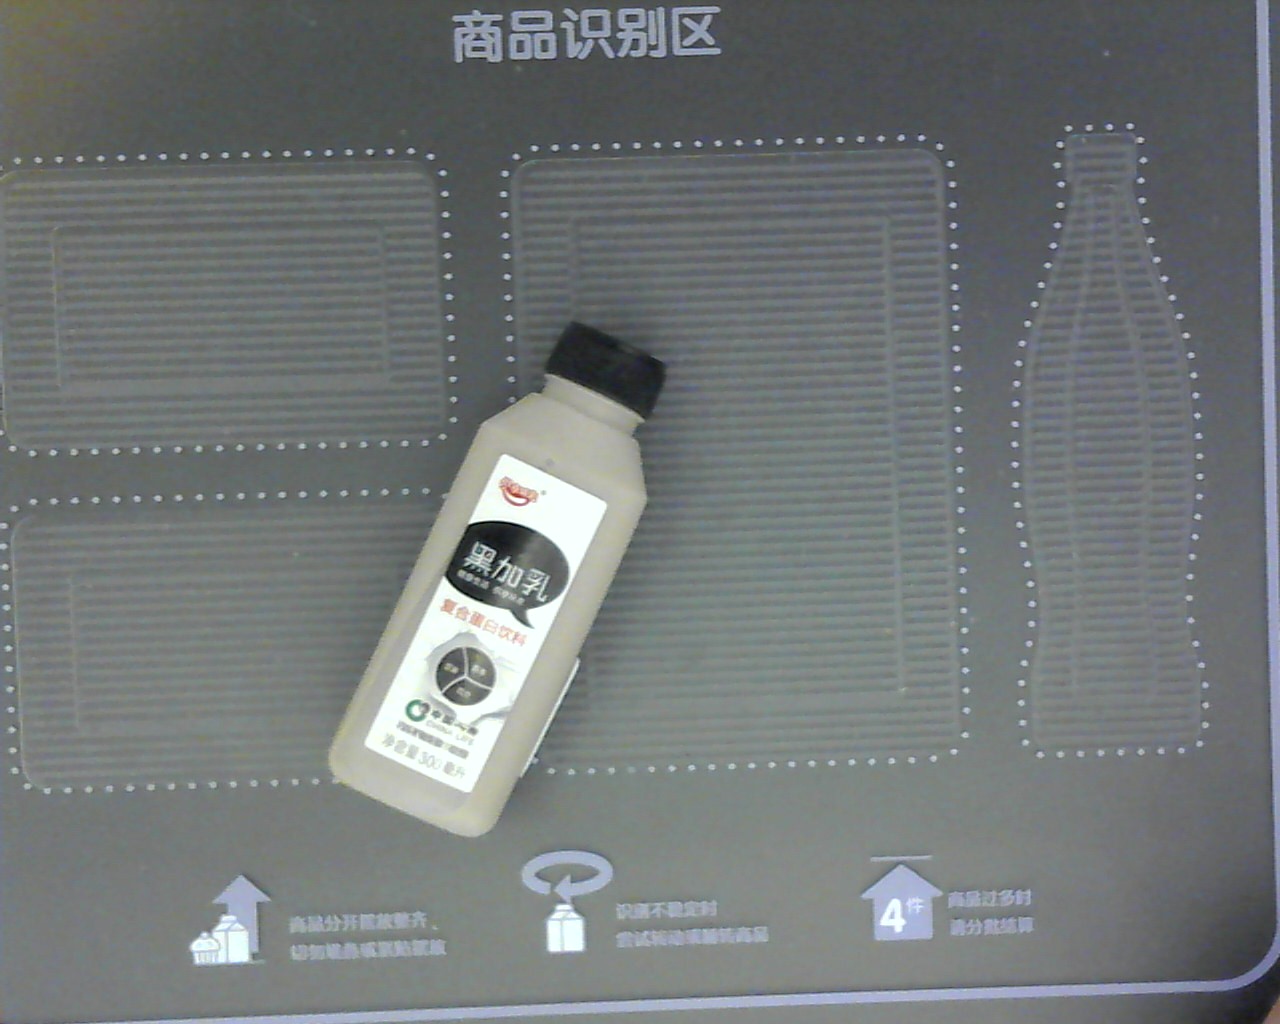 商品识别区
黑加乳
复合蛋白饮料
净含量300毫升
商品分开摆放整齐、
切勿堆叠或紧贴摆放
识别不稳定时
尝试转动或翻转商品
4件
商品过多时
请分批结算